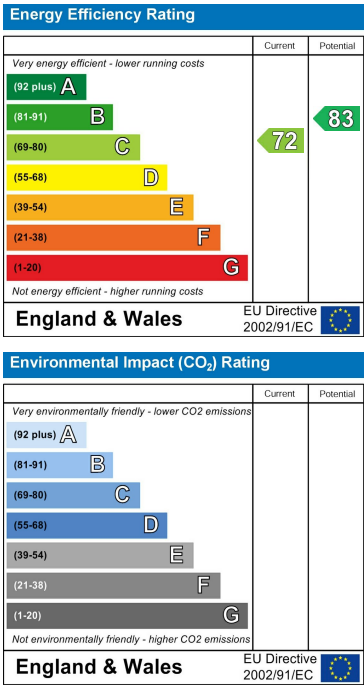 Energy Efficiency Rating
Current Potential
Very energy efficient - lower running costs
(92 plus) A
(81-91) B
(69-80) C
(55-68) D
(39-54) E
(21-38) F
(1-20) G
72
83
Not energy efficient - higher running costs
England & Wales
EU Directive
2002/91/EC
Environmental Impact (CO₂) Rating
Current Potential
Very environmentally friendly - lower CO2 emissions
(92 plus) A
(81-91) B
(69-80) C
(55-68) D
(39-54) E
(21-38) F
(1-20) G
Not environmentally friendly - higher CO2 emissions
England & Wales
EU Directive
2002/91/EC